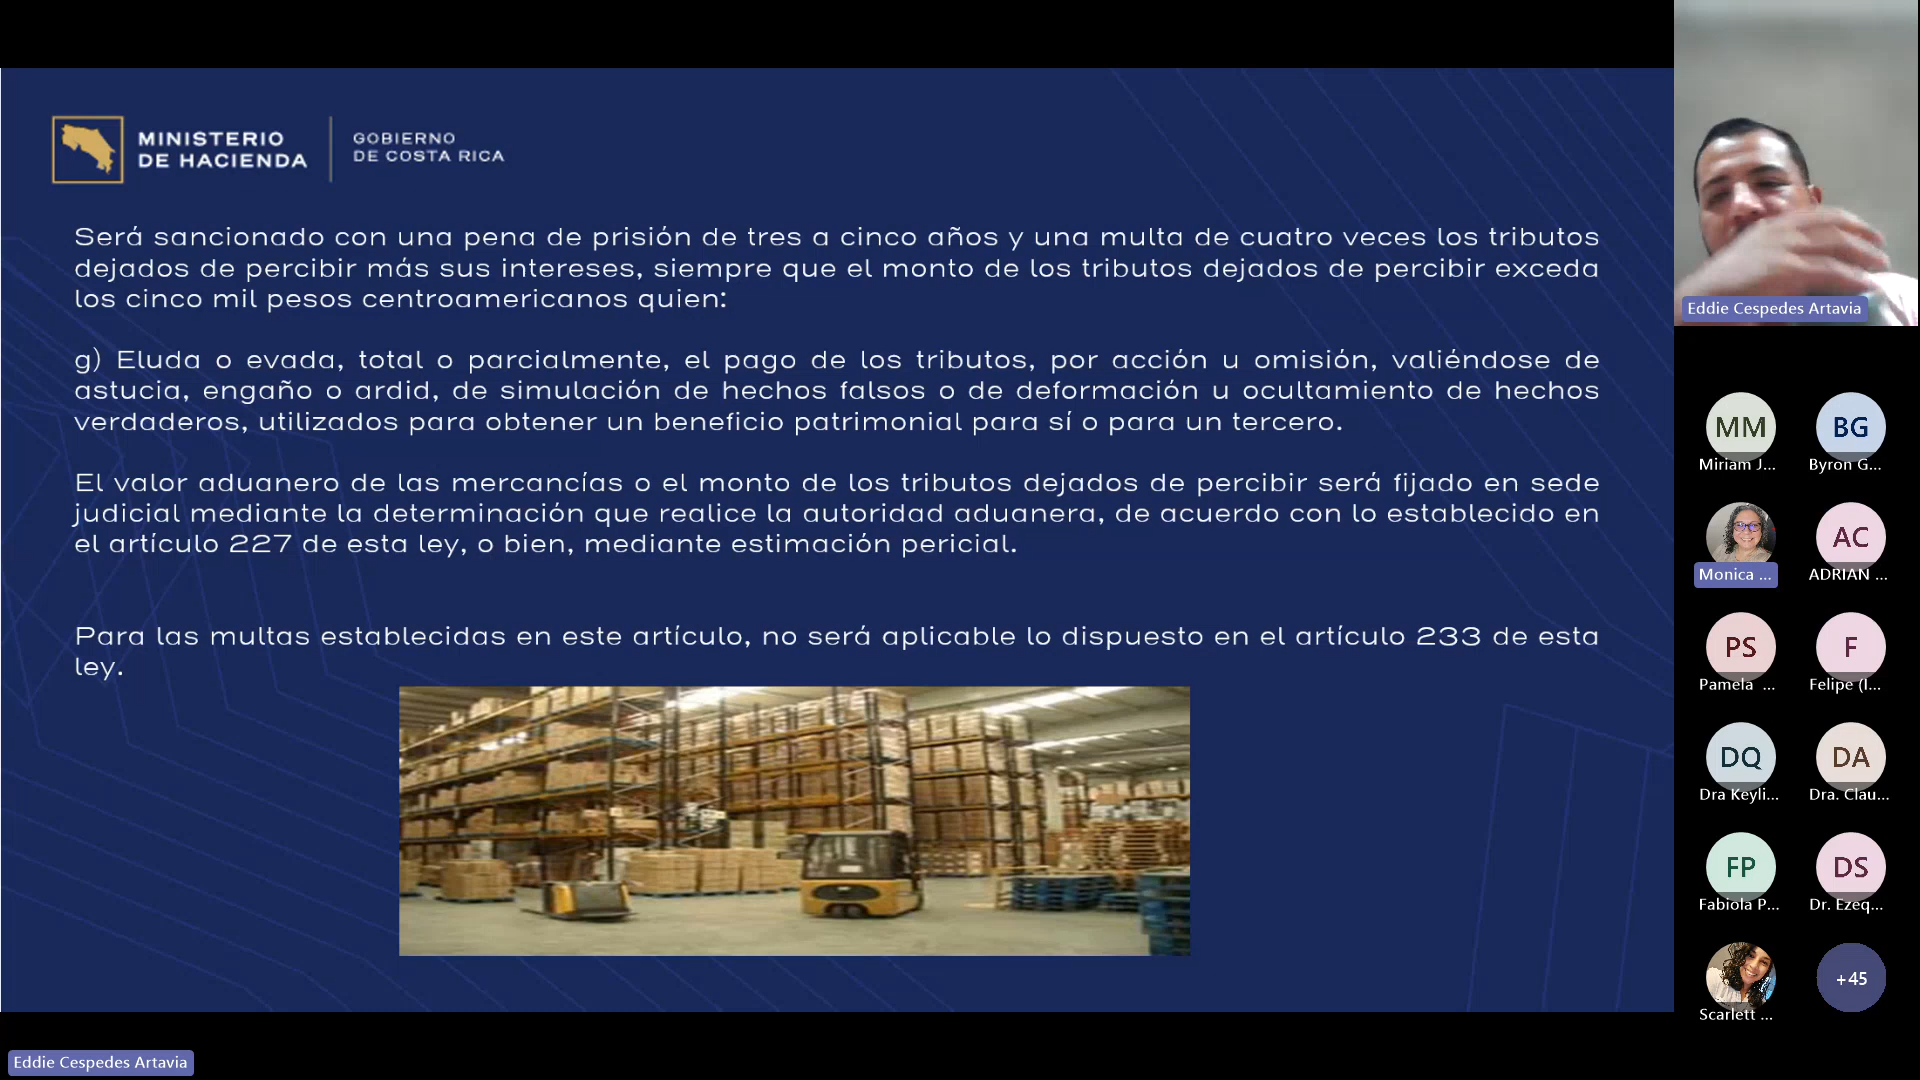 MINISTERIO
DE HACIENDA
GOBIERNO
DE COSTA RICA
Será sancionado con una pena de prisión de tres a cinco años y una multa de cuatro veces los tributos
dejados de percibir más sus intereses, siempre que el monto de los tributos dejados de percibir exceda
los cinco mil pesos centroamericanos quien:
g) Eluda o evada, total o parcialmente, el pago de los tributos, por acción u omisión, valiéndose de
astucia, engaño o ardid, de simulación de hechos falsos o de deformación u ocultamiento de hechos
verdaderos, utilizados para obtener un beneficio patrimonial para sí o para un tercero.
El valor aduanero de las mercancías o el monto de los tributos dejados de percibir será fijado en sede
judicial mediante la determinación que realice la autoridad aduanera, de acuerdo con lo establecido en
el artículo 227 de esta ley, o bien, mediante estimación pericial.
Para las multas establecidas en este artículo, no será aplicable lo dispuesto en el artículo 233 de esta
ley.
Eddie Cespedes Artavia
MM
Miriam J...
BG
Byron G...
Monica ...
AC
ADRIAN ...
PS
Pamela ...
F
Felipe (I...
DQ
Dra Keyli...
DA
Dra. Clau...
FP
Fabiola P...
DS
Dr. Ezeq...
Scarlett ...
+45
Eddie Cespedes Artavia